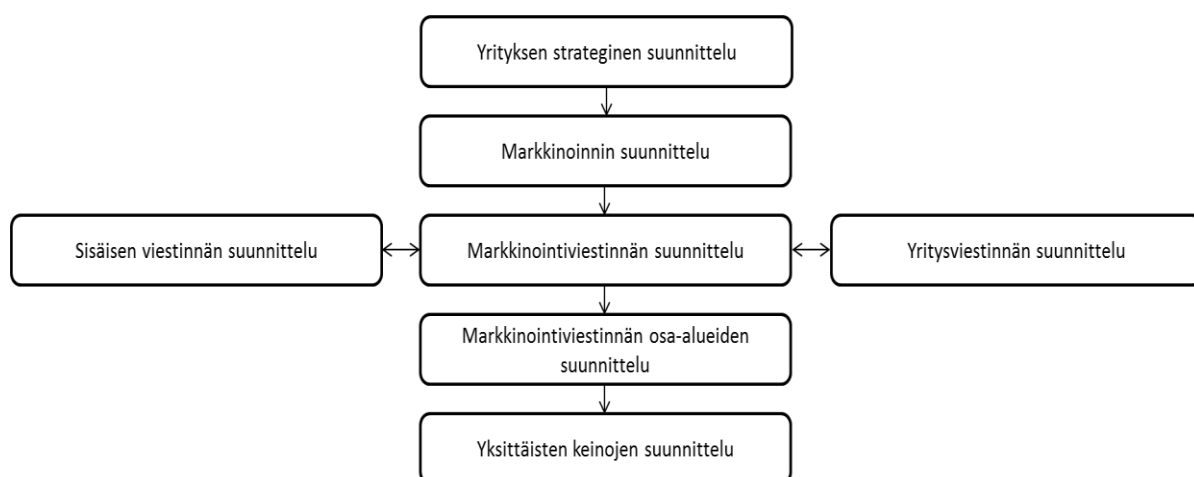 Yrityksen strateginen suunnittelu
Markkinoinnin suunnittelu
Sisäisen viestinnän suunnittelu
Markkinointiviestinnän suunnittelu
Yritysviestinnän suunnittelu
Markkinointiviestinnän osa-alueiden
suunnittelu
Yksittäisten keinojen suunnittelu